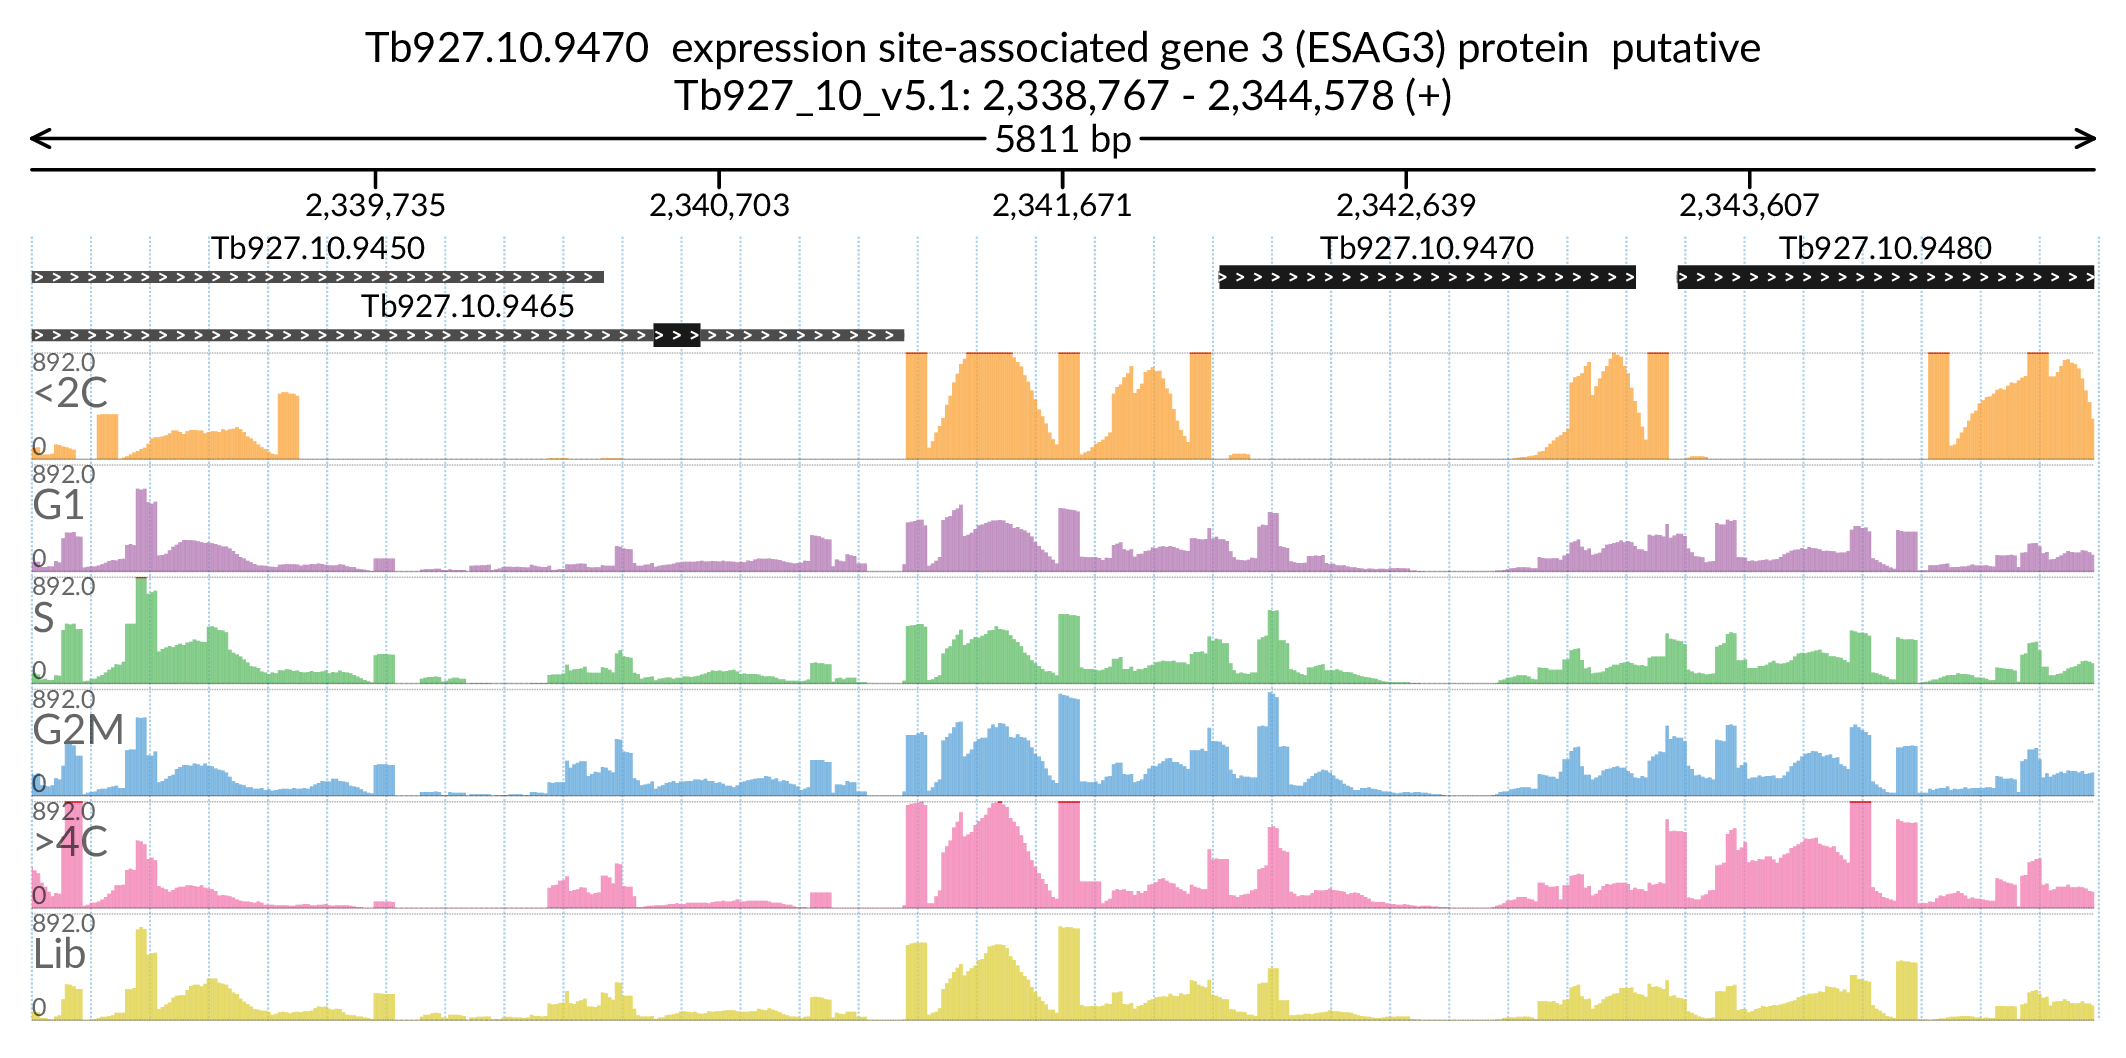 Tb927.10.9470  expression site-associated gene 3 (ESAG3) protein  putative
Tb927_10_v5.1: 2,338,767 - 2,344,578 (+)
5811 bp
2,339,735 2,340,703 2,341,671 2,342,639 2,343,607
Tb927.10.9450 Tb927.10.9470 Tb927.10.9480
Tb927.10.9465
892.0
<2C
0
892.0
G1
0
892.0
S
0
892.0
G2M
0
892.0
>4C
0
892.0
Lib
0